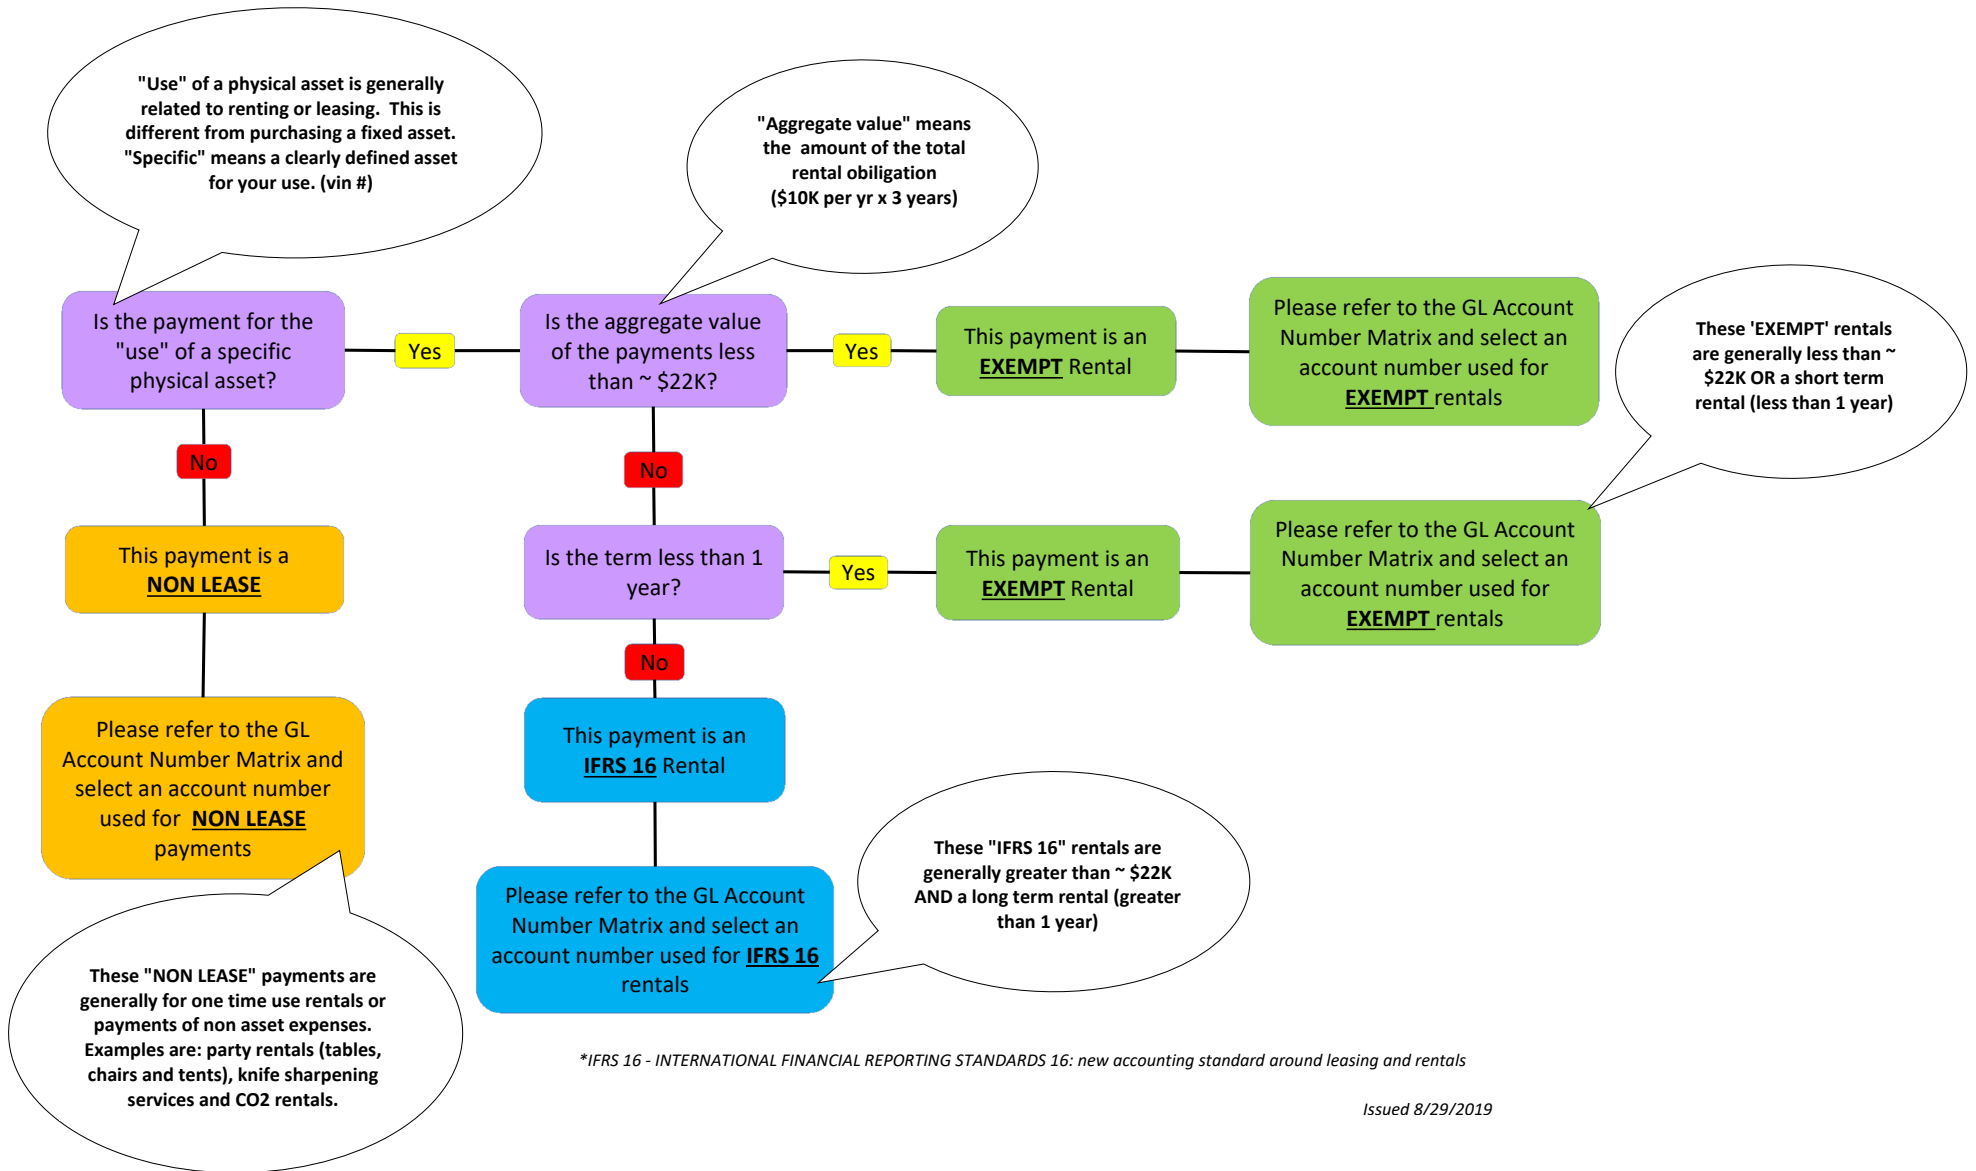 "Use" of a physical asset is generally
related to renting or leasing.  This is
different from purchasing a fixed asset.
"Specific" means a clearly defined asset
for your use. (vin #)
"Aggregate value" means
the  amount of the total
rental obiligation
($10K per yr x 3 years)
Is the payment for the
"use" of a specific
physical asset?
Yes
Is the aggregate value
of the payments less
than ~ $22K?
Yes
This payment is an
EXEMPT Rental
Please refer to the GL Account
Number Matrix and select an
account number used for
EXEMPT rentals
These 'EXEMPT' rentals
are generally less than ~
$22K OR a short term
rental (less than 1 year)
No
No
This payment is a
NON LEASE
Is the term less than 1
year?
Yes
This payment is an
EXEMPT Rental
Please refer to the GL Account
Number Matrix and select an
account number used for
EXEMPT rentals
No
Please refer to the GL
Account Number Matrix and
select an account number
used for  NON LEASE
payments
This payment is an
IFRS 16 Rental
Please refer to the GL Account
Number Matrix and select an
account number used for IFRS 16
rentals
These "IFRS 16" rentals are
generally greater than ~ $22K
AND a long term rental (greater
than 1 year)
These "NON LEASE" payments are
generally for one time use rentals or
payments of non asset expenses.
Examples are: party rentals (tables,
chairs and tents), knife sharpening
services and CO2 rentals.
*IFRS 16 - INTERNATIONAL FINANCIAL REPORTING STANDARDS 16: new accounting standard around leasing and rentals
Issued 8/29/2019